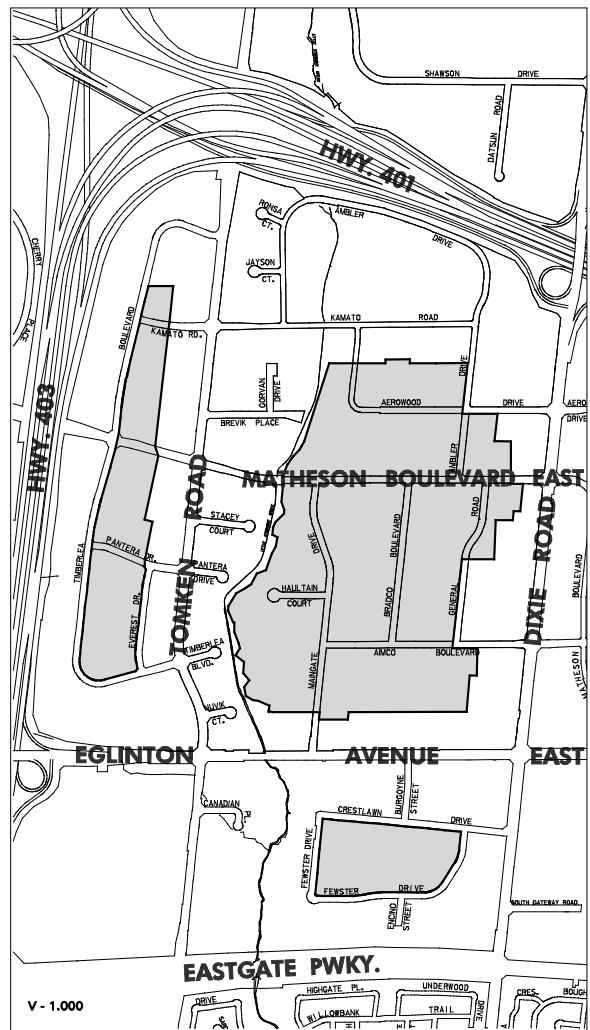 SHAWSON DRIVE
DATSUN ROAD
HWY. 401
RONSA CT.
AMBLER DRIVE
CHERRY PLACE
JAYSON CT.
BOULEVARD
KAMATO RD.
KAMATO ROAD
HWY. 403
GORVAN DRIVE
DRIVE
AEROWOOD DRIVE
AERO
DRIVE
BREVIK PLACE
AMBLER
MATHESON BOULEVARD EAST
TOMKEN ROAD
STACEY COURT
DRIVE
BOULEVARD
ROAD
DIXIE ROAD
TIMBERLEA
PANTERA DR.
PANTERA DRIVE
HAULTAIN COURT
BRADCO
GENERAL
BOULEVARD
EVEREST DR.
TIMBERLEA BLVD.
MAINGATE
AIMCO BOULEVARD
MATHESON
NUVIK CT.
EGLINTON AVENUE EAST
CANADIAN PL.
BURGOYNE STREET
CRESTLAWN DRIVE
FEWSTER DRIVE
FEWSTER DRIVE
ENCINO STREET
SOUTH GATEWAY ROAD
EASTGATE PWKY.
V - 1.000
DRIVE
HIGHGATE PL.
UNDERWOOD
DRIVE
CRES.
BOUGH
WILLOWBANK
TRAIL